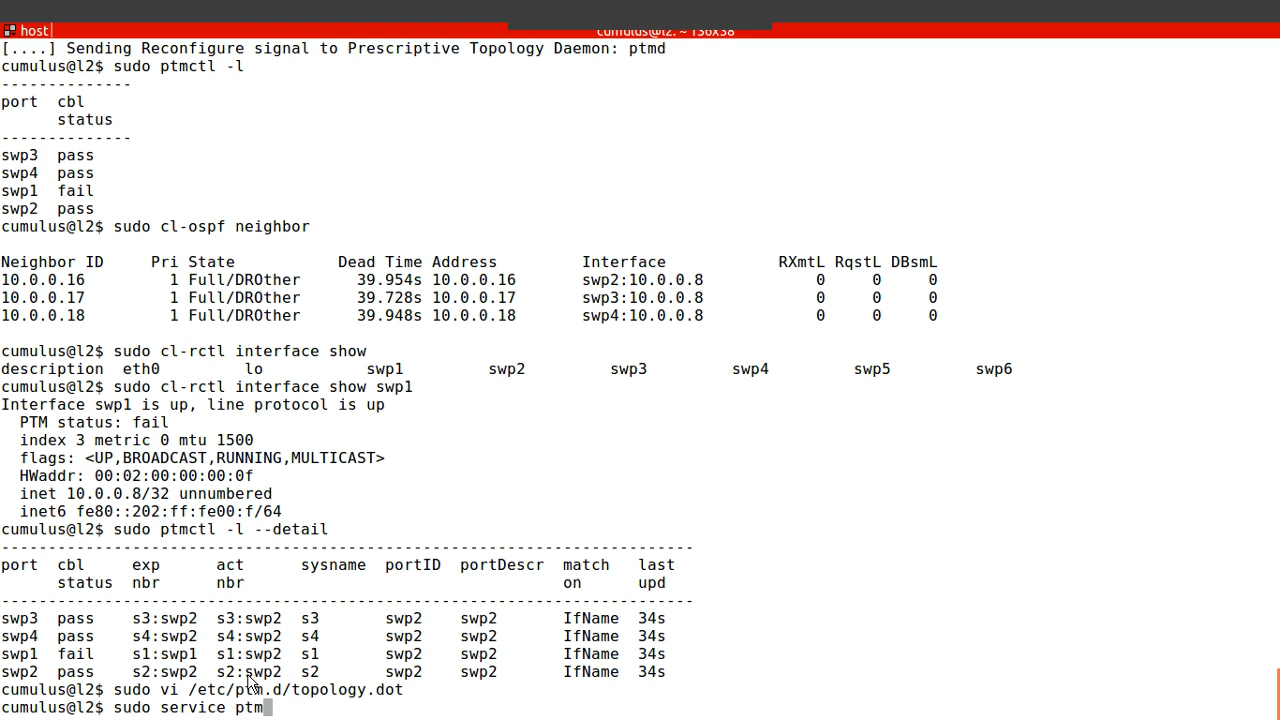 host
cumulus@l2: ~ 136x38
[....] Sending Reconfigure signal to Prescriptive Topology Daemon: ptmd
cumulus@l2$ sudo ptmctl -l
--------------
port  cbl
      status
--------------
swp3  pass
swp4  pass
swp1  fail
swp2  pass
cumulus@l2$ sudo cl-ospf neighbor
Neighbor ID     Pri State           Dead Time Address         Interface            RXmtL RqstL DBsmL
10.0.0.16         1 Full/DROther      39.954s 10.0.0.16       swp2:10.0.0.8            0     0     0
10.0.0.17         1 Full/DROther      39.728s 10.0.0.17       swp3:10.0.0.8            0     0     0
10.0.0.18         1 Full/DROther      39.948s 10.0.0.18       swp4:10.0.0.8            0     0     0
cumulus@l2$ sudo cl-rctl interface show
description  eth0         lo           swp1         swp2         swp3         swp4         swp5         swp6
cumulus@l2$ sudo cl-rctl interface show swp1
Interface swp1 is up, line protocol is up
  PTM status: fail
  index 3 metric 0 mtu 1500
  flags: <UP,BROADCAST,RUNNING,MULTICAST>
  HWaddr: 00:02:00:00:00:0f
  inet 10.0.0.8/32 unnumbered
  inet6 fe80::202:ff:fe00:f/64
cumulus@l2$ sudo ptmctl -l --detail
--------------------------------------------------------------------------
port  cbl     exp      act      sysname  portID  portDescr  match   last
      status  nbr      nbr                                  on      upd
--------------------------------------------------------------------------
swp3  pass    s3:swp2  s3:swp2  s3       swp2    swp2       IfName  34s
swp4  pass    s4:swp2  s4:swp2  s4       swp2    swp2       IfName  34s
swp1  fail    s1:swp1  s1:swp2  s1       swp2    swp2       IfName  34s
swp2  pass    s2:swp2  s2:swp2  s2       swp2    swp2       IfName  34s
cumulus@l2$ sudo vi /etc/ptm.d/topology.dot
cumulus@l2$ sudo service ptm